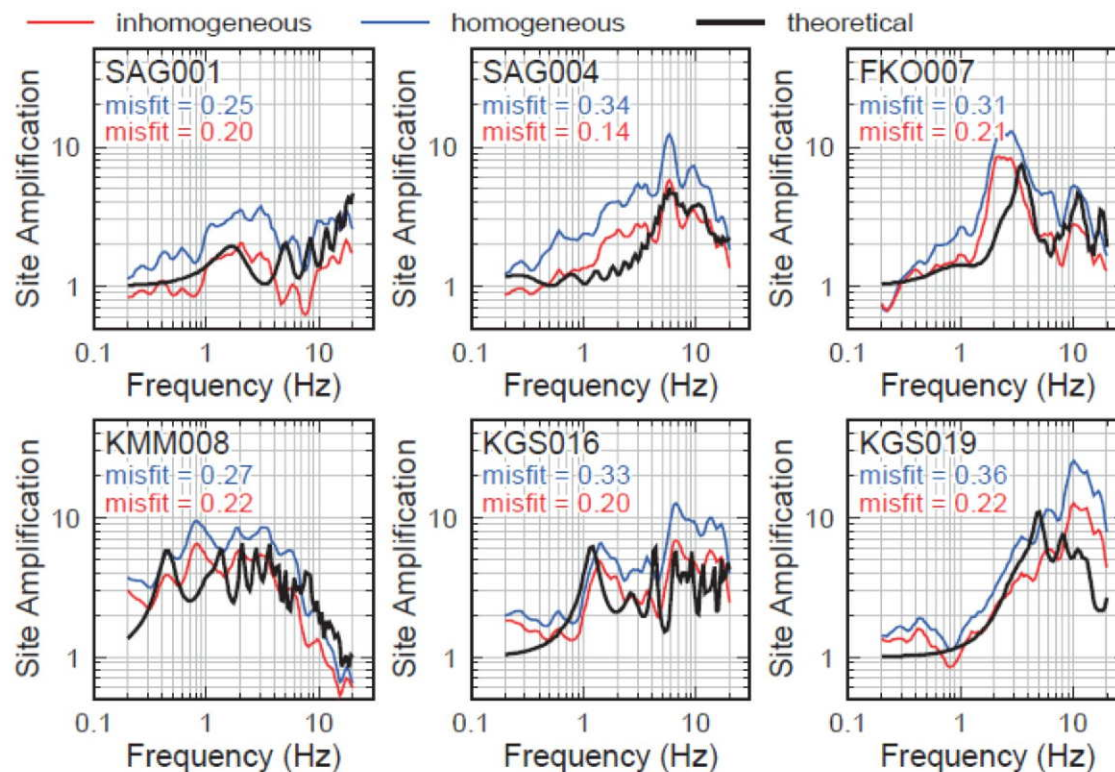 inhomogeneous homogeneous theoretical
SAG001
misfit = 0.25
misfit = 0.20
Site Amplification
10
1
0.1 1 10
Frequency (Hz)
SAG004
misfit = 0.34
misfit = 0.14
Site Amplification
10
1
0.1 1 10
Frequency (Hz)
FKO007
misfit = 0.31
misfit = 0.21
Site Amplification
10
1
0.1 1 10
Frequency (Hz)
KMM008
misfit = 0.27
misfit = 0.22
Site Amplification
10
1
0.1 1 10
Frequency (Hz)
KGS016
misfit = 0.33
misfit = 0.20
Site Amplification
10
1
0.1 1 10
Frequency (Hz)
KGS019
misfit = 0.36
misfit = 0.22
Site Amplification
10
1
0.1 1 10
Frequency (Hz)